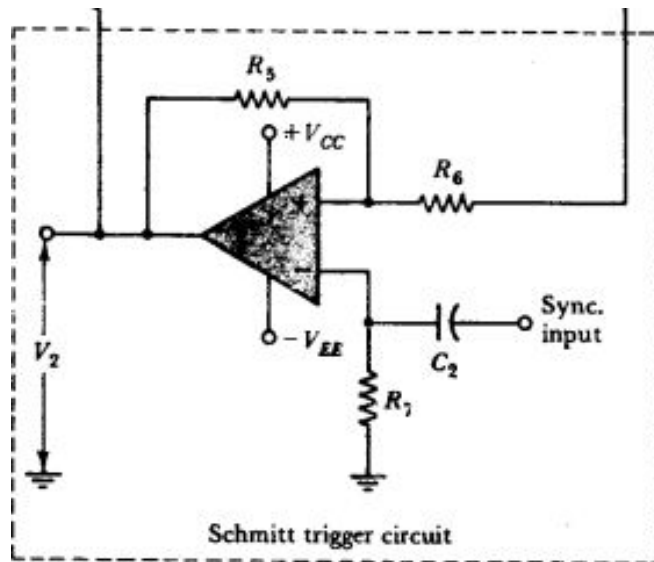 R5
+VCC
R6
+
−
Sync.
input
V2
−VEE
C2
R7
Schmitt trigger circuit